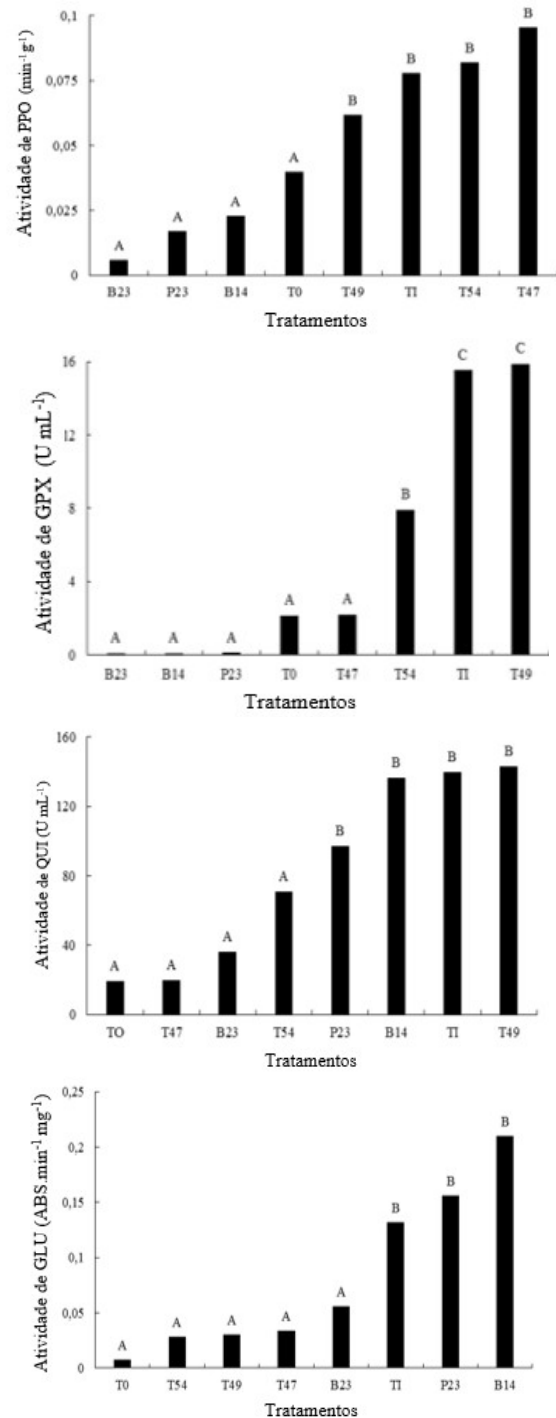 Atividade de PPO (min⁻¹g⁻¹)
0,1
0,075
0,05
0,025
0
A A A A B B B B
B23 P23 B14 T0 T49 TI T54 T47
Tratamentos
Atividade de GPX (U mL⁻¹)
16
12
8
4
0
A A A A A B C C
B23 B14 P23 T0 T47 T54 TI T49
Tratamentos
Atividade de QUI (U mL⁻¹)
160
120
80
40
0
A A A A B B B B
TO T47 B23 T54 P23 B14 TI T49
Tratamentos
Atividade de GLU (ABS.min⁻¹ mg⁻¹)
0,25
0,2
0,15
0,1
0,05
0
A A A A A B B B
T0 T54 T49 T47 B23 TI P23 B14
Tratamentos